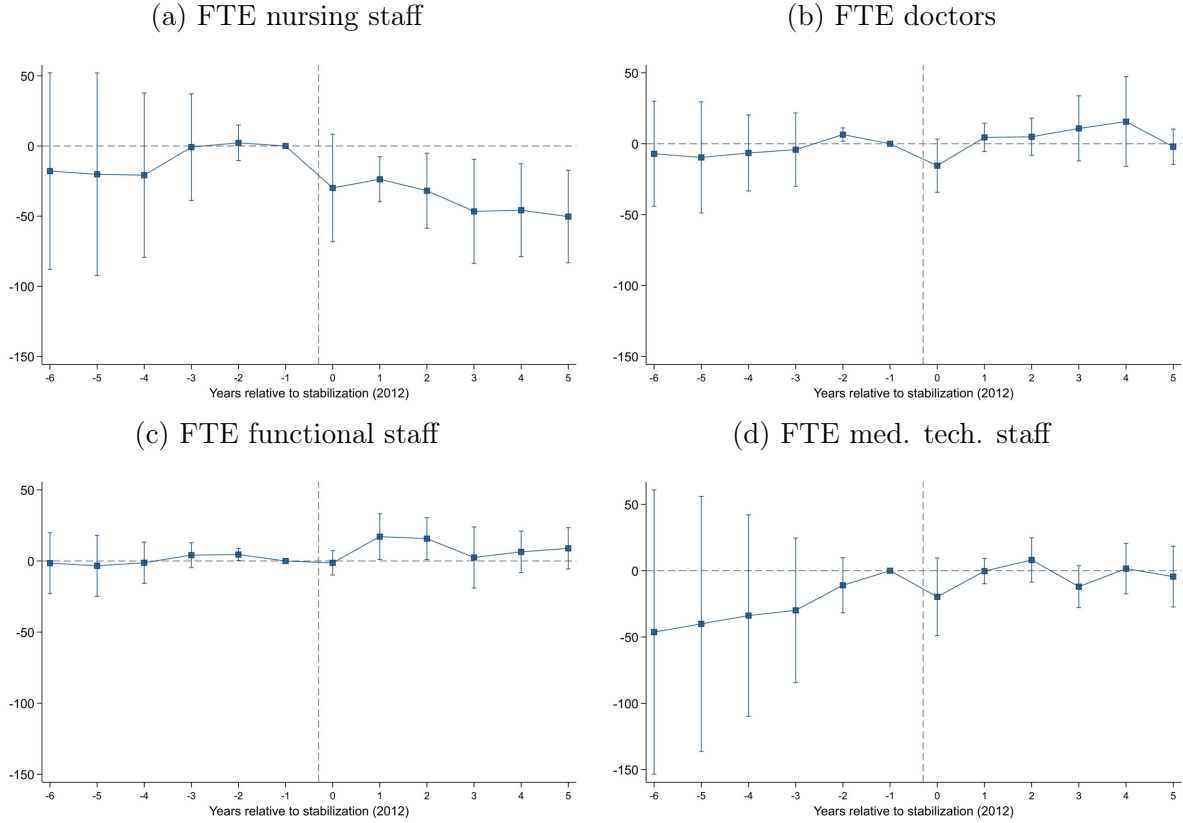 (a) FTE nursing staff
50
0
-50
-100
-150
-6 -5 -4 -3 -2 -1 0 1 2 3 4 5
Years relative to stabilization (2012)
(b) FTE doctors
50
0
-50
-100
-150
-6 -5 -4 -3 -2 -1 0 1 2 3 4 5
Years relative to stabilization (2012)
(c) FTE functional staff
50
0
-50
-100
-150
-6 -5 -4 -3 -2 -1 0 1 2 3 4 5
Years relative to stabilization (2012)
(d) FTE med. tech. staff
50
0
-50
-100
-150
-6 -5 -4 -3 -2 -1 0 1 2 3 4 5
Years relative to stabilization (2012)